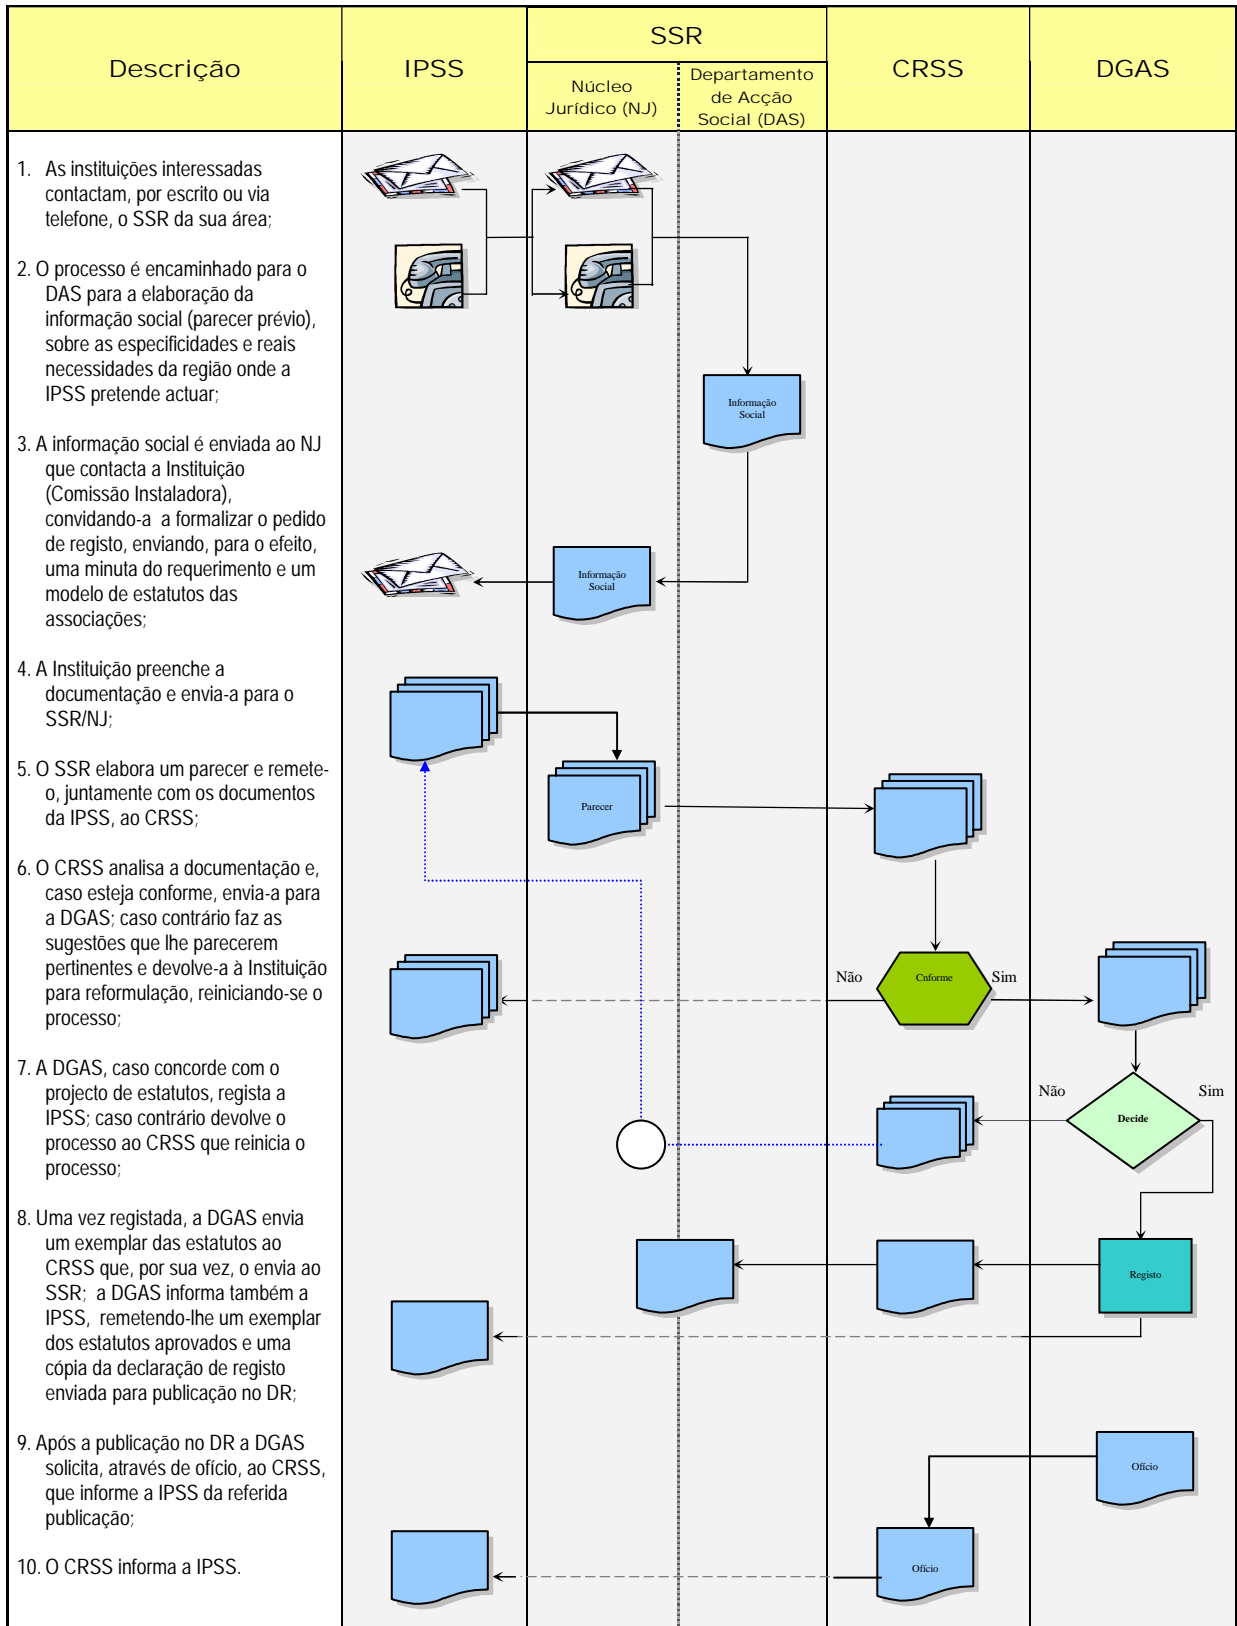 Descrição
IPSS
SSR
Núcleo
Jurídico (NJ)
Departamento
de Acção
Social (DAS)
CRSS
DGAS
1. As instituições interessadas
contactam, por escrito ou via
telefone, o SSR da sua área;
2. O processo é encaminhado para o
DAS para a elaboração da
informação social (parecer prévio),
sobre as especificidades e reais
necessidades da região onde a
IPSS pretende actuar;
3. A informação social é enviada ao NJ
que contacta a Instituição
(Comissão Instaladora),
convidando-a a formalizar o pedido
de registo, enviando, para o efeito,
uma minuta do requerimento e um
modelo de estatutos das
associações;
4. A Instituição preenche a
documentação e envia-a para o
SSR/NJ;
5. O SSR elabora um parecer e remete-
o, juntamente com os documentos
da IPSS, ao CRSS;
6. O CRSS analisa a documentação e,
caso esteja conforme, envia-a para
a DGAS; caso contrário faz as
sugestões que lhe parecerem
pertinentes e devolve-a à Instituição
para reformulação, reiniciando-se o
processo;
7. A DGAS, caso concorde com o
projecto de estatutos, regista a
IPSS; caso contrário devolve o
processo ao CRSS que reinicia o
processo;
8. Uma vez registada, a DGAS envia
um exemplar das estatutos ao
CRSS que, por sua vez, o envia ao
SSR; a DGAS informa também a
IPSS, remetendo-lhe um exemplar
dos estatutos aprovados e uma
cópia da declaração de registo
enviada para publicação no DR;
9. Após a publicação no DR a DGAS
solicita, através de ofício, ao CRSS,
que informe a IPSS da referida
publicação;
10. O CRSS informa a IPSS.
Informação
Social
Informação
Social
Parecer
Não
Cnforme
Sim
Não
Decide
Sim
Registo
Ofício
Ofício